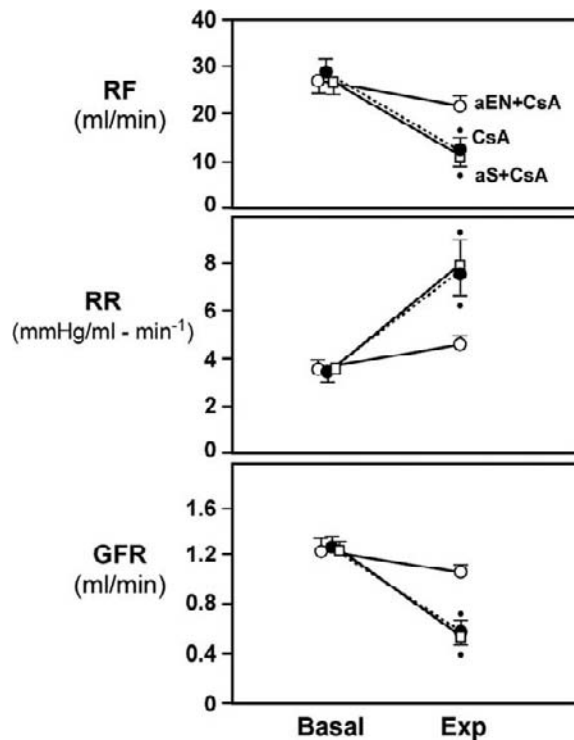 RF
(ml/min)
40
30
20
10
0
aEN+CsA
CsA
aS+CsA
RR
(mmHg/ml - min⁻¹)
8
6
4
2
0
GFR
(ml/min)
1.6
1.2
0.8
0.4
0
Basal Exp